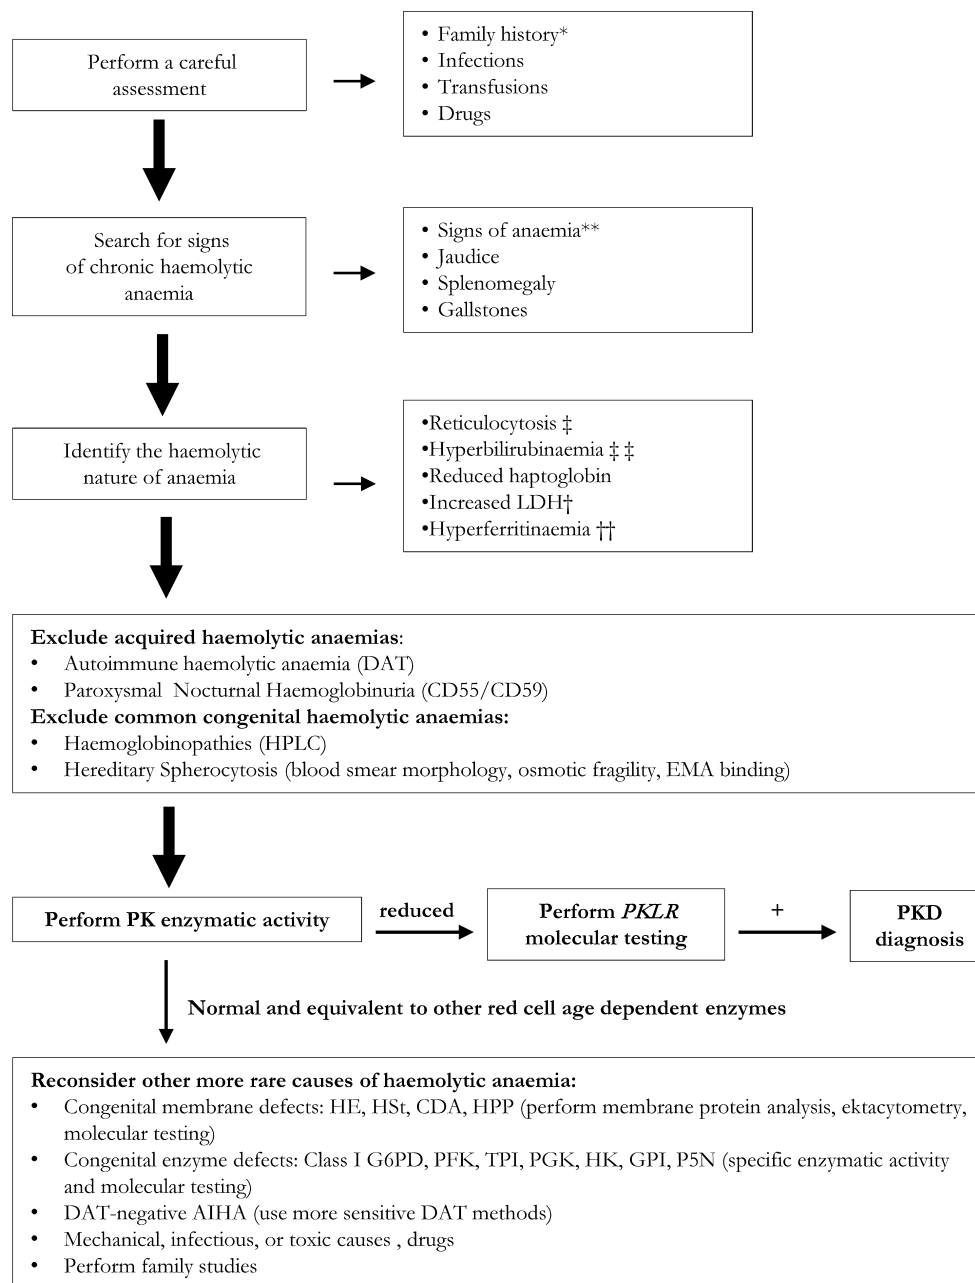 Perform a careful
assessment
• Family history*
• Infections
• Transfusions
• Drugs
Search for signs
of chronic haemolytic
anaemia
• Signs of anaemia**
• Jaudice
• Splenomegaly
• Gallstones
Identify the haemolytic
nature of anaemia
•Reticulocytosis ‡
•Hyperbilirubinaemia ‡ ‡
•Reduced haptoglobin
•Increased LDH†
•Hyperferritinaemia ††
Exclude acquired haemolytic anaemias:
• Autoimmune haemolytic anaemia (DAT)
• Paroxysmal Nocturnal Haemoglobinuria (CD55/CD59)
Exclude common congenital haemolytic anaemias:
• Haemoglobinopathies (HPLC)
• Hereditary Spherocytosis (blood smear morphology, osmotic fragility, EMA binding)
Perform PK enzymatic activity
reduced
Perform PKLR
molecular testing
+
PKD
diagnosis
Normal and equivalent to other red cell age dependent enzymes
Reconsider other more rare causes of haemolytic anaemia:
• Congenital membrane defects: HE, HSt, CDA, HPP (perform membrane protein analysis, ektacytometry,
molecular testing)
• Congenital enzyme defects: Class I G6PD, PFK, TPI, PGK, HK, GPI, P5N (specific enzymatic activity
and molecular testing)
• DAT-negative AIHA (use more sensitive DAT methods)
• Mechanical, infectious, or toxic causes , drugs
• Perform family studies